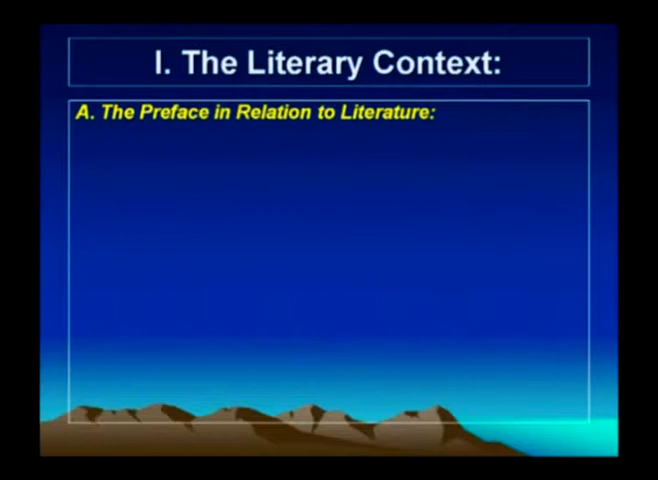 I. The Literary Context:
A. The Preface in Relation to Literature: